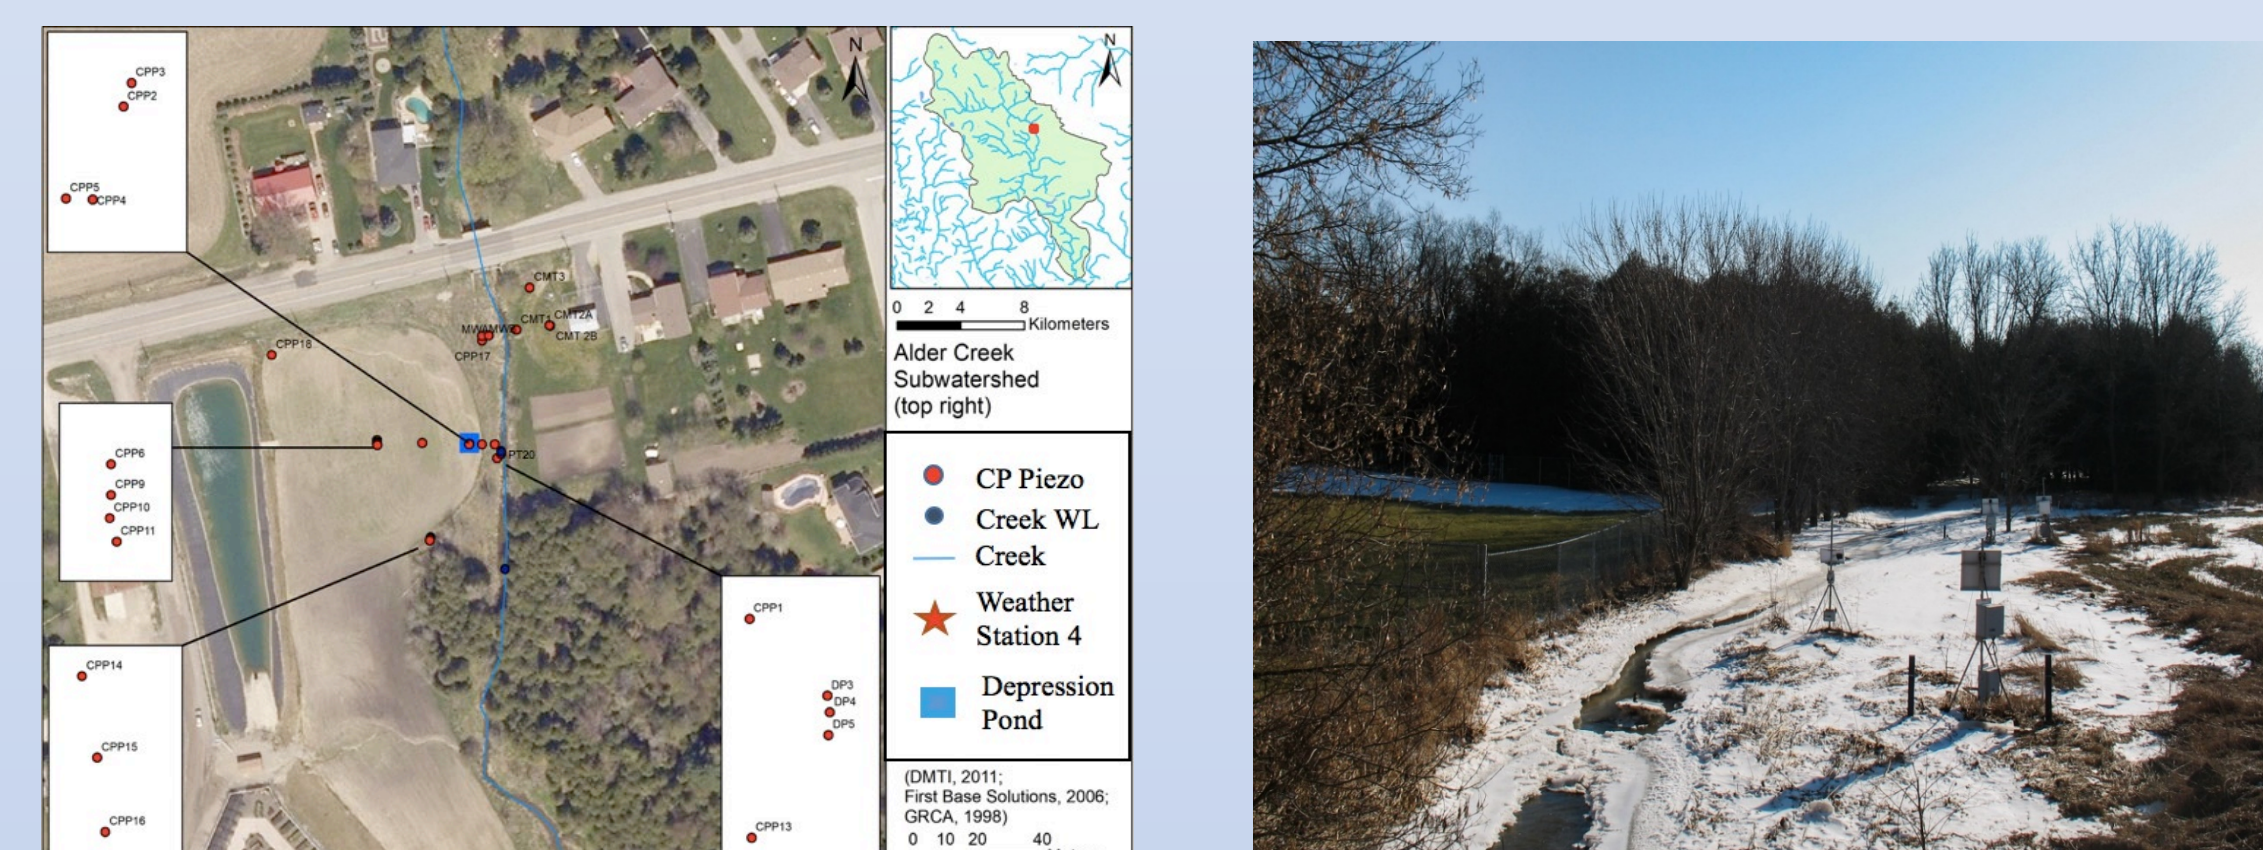 CPP3
CPP2
CPP5
CPP4
N
N
CMT3
CMT1
CMT2A
CMT 2B
CPP17
CPP18
PT20
CPP6
CPP9
CPP10
CPP11
CPP14
CPP15
CPP16
CPP1
DP3
DP4
DP5
CPP13
0 2 4 8
Kilometers
Alder Creek
Subwatershed
(top right)
CP Piezo
Creek WL
Creek
Weather
Station 4
Depression
Pond
(DMTI, 2011;
First Base Solutions, 2006;
GRCA, 1998)
0 10 20 40